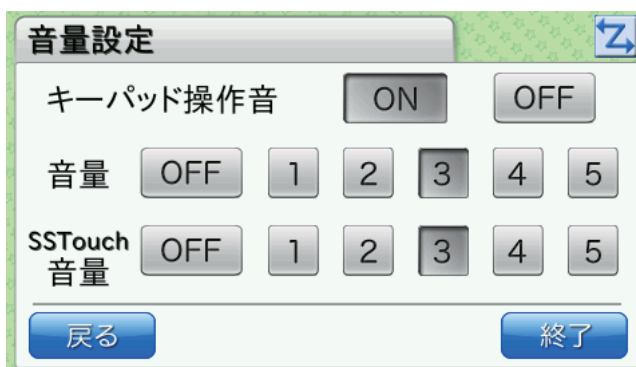 音量設定
キーパッド操作音 ON OFF
音量 OFF 1 2 3 4 5
SSTouch
音量 OFF 1 2 3 4 5
戻る 終了